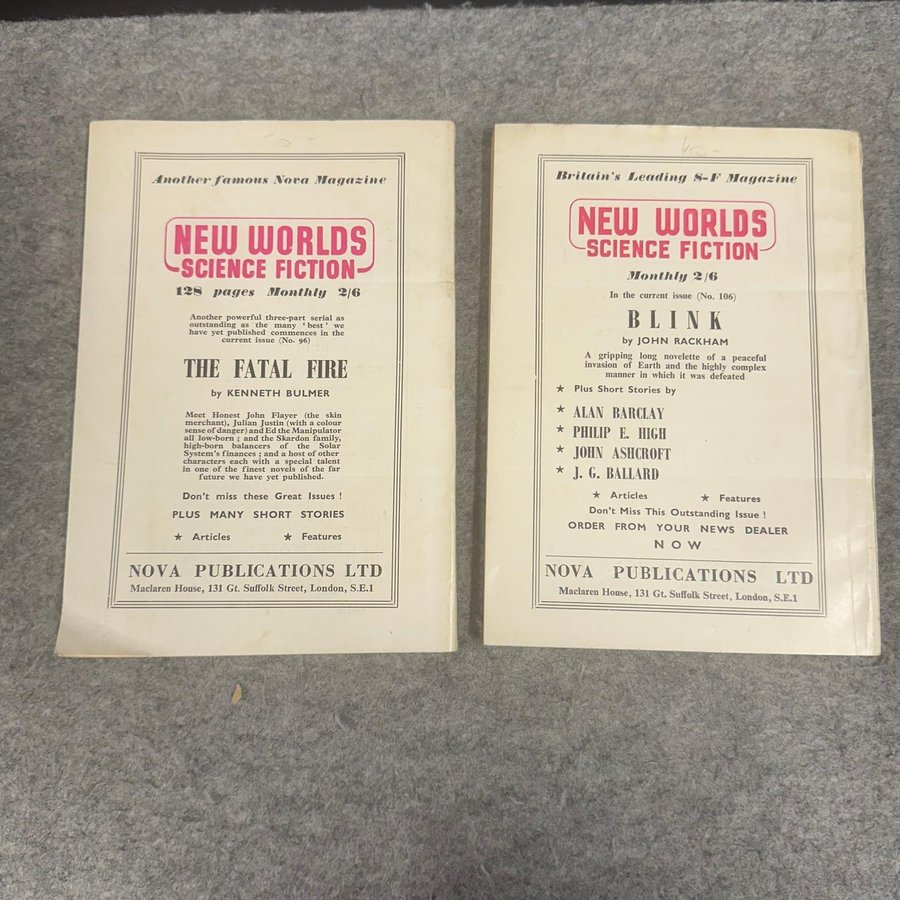 Another famous Nova Magazine
NEW WORLDS
SCIENCE FICTION
128 pages Monthly 2/6
Another powerful three-part serial as
outstanding as the many 'best' we
have yet published commences in the
current issue (No. 96)
THE FATAL FIRE
by KENNETH BULMER
Meet Honest John Flayer (the skin
merchant), Julian Justin (with a colour
sense of danger) and Ed the Manipulator
all low-born ; and the Skardon family,
high-born balancers of the Solar
System's finances ; and a host of other
characters each with a special talent
in one of the finest novels of the far
future we have yet published.
Don't miss these Great Issues !
PLUS MANY SHORT STORIES
★ Articles ★ Features
NOVA PUBLICATIONS LTD
Maclaren House, 131 Gt. Suffolk Street, London, S.E.1
Britain's Leading S-F Magazine
NEW WORLDS
SCIENCE FICTION
Monthly 2/6
In the current issue (No. 106)
BLINK
by JOHN RACKHAM
A gripping long novelette of a peaceful
invasion of Earth and the highly complex
manner in which it was defeated
★ Plus Short Stories by
★ ALAN BARCLAY
★ PHILIP E. HIGH
★ JOHN ASHCROFT
★ J. G. BALLARD
★ Articles ★ Features
Don't Miss This Outstanding Issue !
ORDER FROM YOUR NEWS DEALER
NOW
NOVA PUBLICATIONS LTD
Maclaren House, 131 Gt. Suffolk Street, London, S.E.1